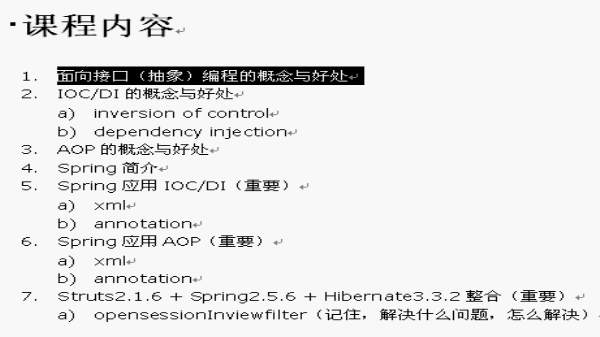 ·课程内容
1. 面向接口（抽象）编程的概念与好处
2. IOC/DI 的概念与好处
a) inversion of control
b) dependency injection
3. AOP 的概念与好处
4. Spring 简介
5. Spring 应用 IOC/DI（重要）
a) xml
b) annotation
6. Spring 应用 AOP（重要）
a) xml
b) annotation
7. Struts2.1.6 + Spring2.5.6 + Hibernate3.3.2 整合（重要）
a) opensessionInviewfilter（记住，解决什么问题，怎么解决）